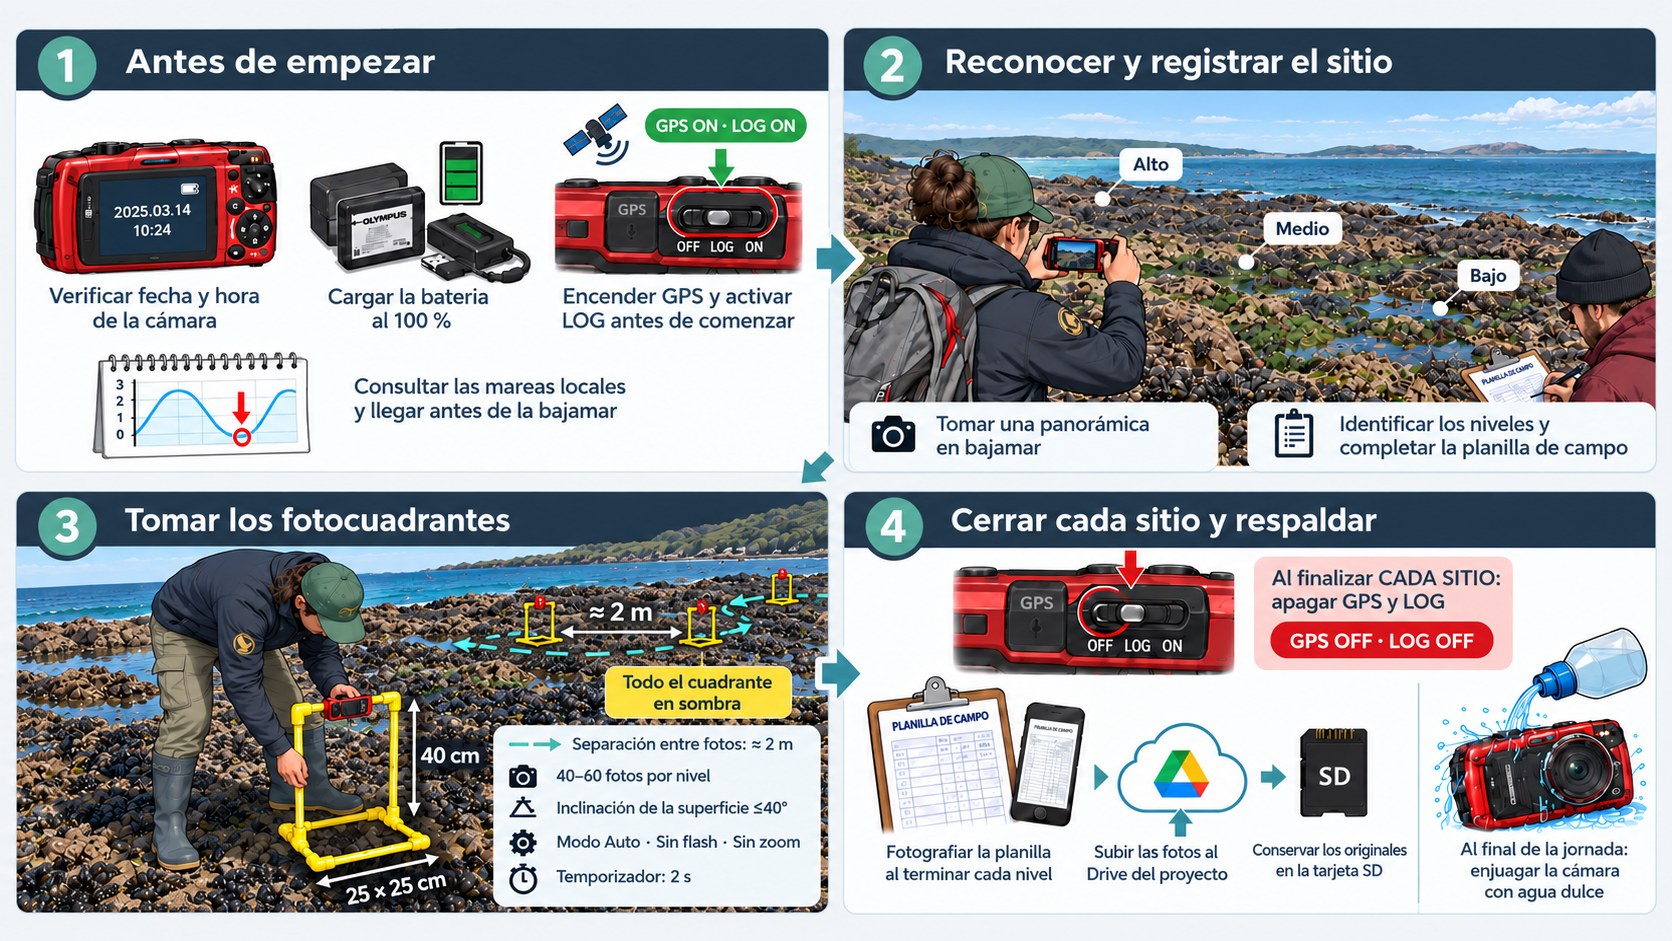 1 Antes de empezar
2025.03.14
10:24
Verificar fecha y hora
de la cámara
OLYMPUS
Cargar la bateria
al 100 %
GPS ON · LOG ON
GPS
OFF LOG ON
Encender GPS y activar
LOG antes de comenzar
3
2
1
0
Consultar las mareas locales
y llegar antes de la bajamar
2 Reconocer y registrar el sitio
Alto
Medio
Bajo
PLANILLA DE CAMPO
Tomar una panorámica
en bajamar
Identificar los niveles y
completar la planilla de campo
3 Tomar los fotocuadrantes
≈ 2 m
Todo el cuadrante
en sombra
40 cm
25 x 25 cm
Separación entre fotos: ≈ 2 m
40–60 fotos por nivel
Inclinación de la superficie ≤40°
Modo Auto · Sin flash · Sin zoom
Temporizador: 2 s
4 Cerrar cada sitio y respaldar
GPS
OFF LOG ON
Al finalizar CADA SITIO:
apagar GPS y LOG
GPS OFF · LOG OFF
PLANILLA DE CAMPO
PLANILLA DE CAMPO
SD
Fotografiar la planilla
al terminar cada nivel
Subir las fotos al
Drive del proyecto
Conservar los originales
en la tarjeta SD
Al final de la jornada:
enjuagar la cámara
con agua dulce